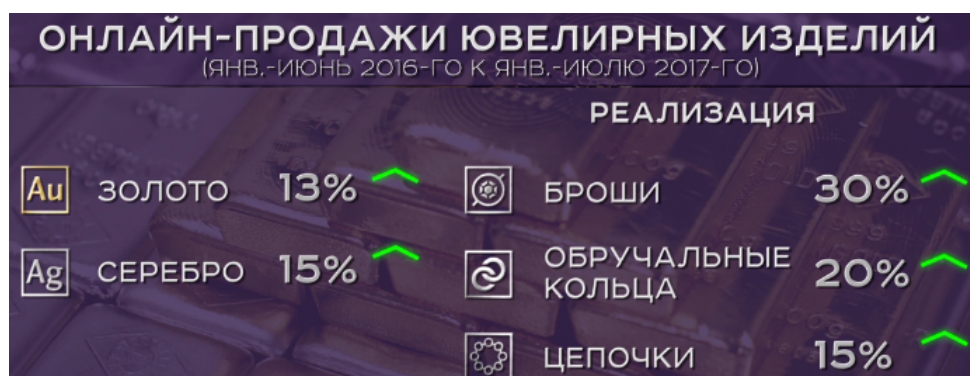 ОНЛАЙН-ПРОДАЖИ ЮВЕЛИРНЫХ ИЗДЕЛИЙ
(ЯНВ.-ИЮНЬ 2016-ГО К ЯНВ.-ИЮЛЮ 2017-ГО)
РЕАЛИЗАЦИЯ
Au ЗОЛОТО 13%
Ag СЕРЕБРО 15%
БРОШИ 30%
ОБРУЧАЛЬНЫЕ
КОЛЬЦА 20%
ЦЕПОЧКИ 15%